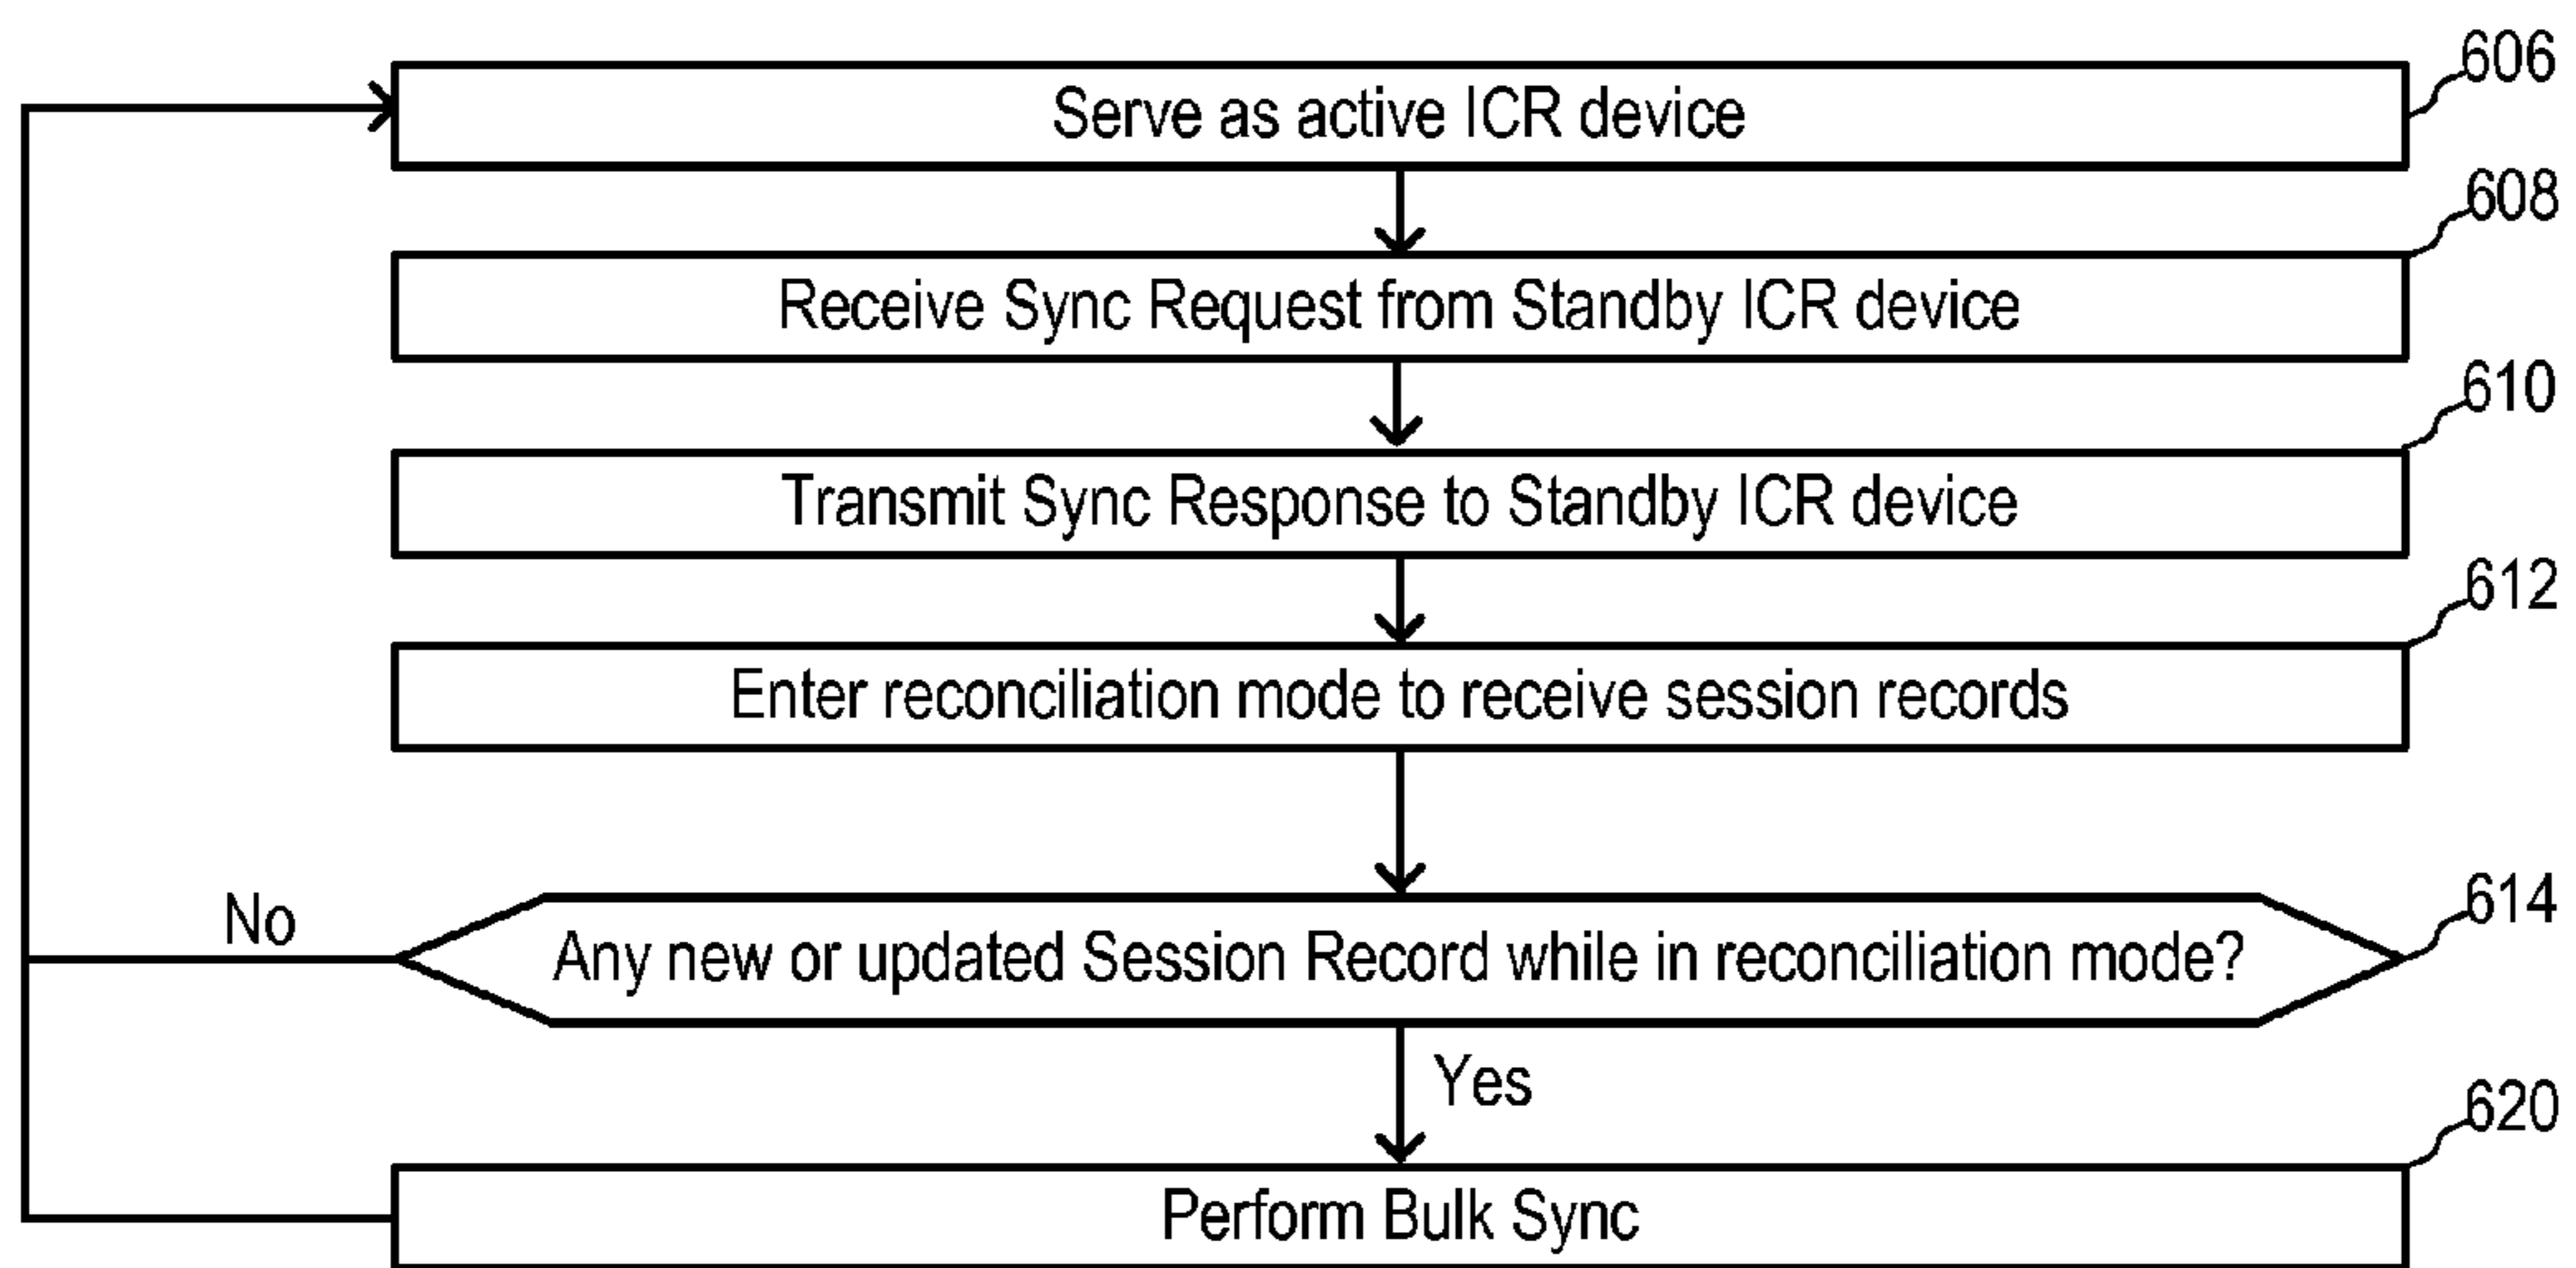 606
Serve as active ICR device
608
Receive Sync Request from Standby ICR device
610
Transmit Sync Response to Standby ICR device
612
Enter reconciliation mode to receive session records
614
No
Any new or updated Session Record while in reconciliation mode?
Yes
620
Perform Bulk Sync